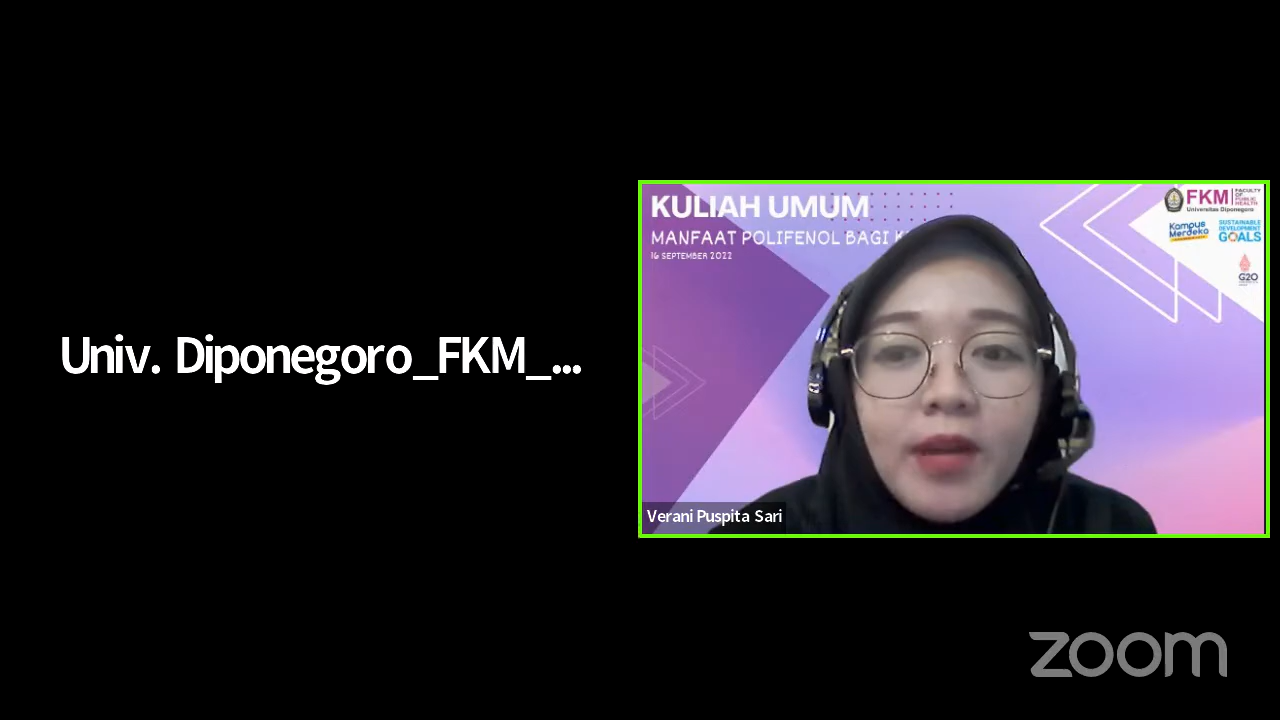 Univ. Diponegoro_FKM_...
KULIAH UMUM
MANFAAT POLIFENOL BAGI
16 SEPTEMBER 2022
FKM
FACULTY
OF
PUBLIC
HEALTH
Universitas Diponegoro
Kampus
Merdeka
SUSTAINABLE
DEVELOPMENT
GOALS
G20
Verani Puspita Sari
zoom